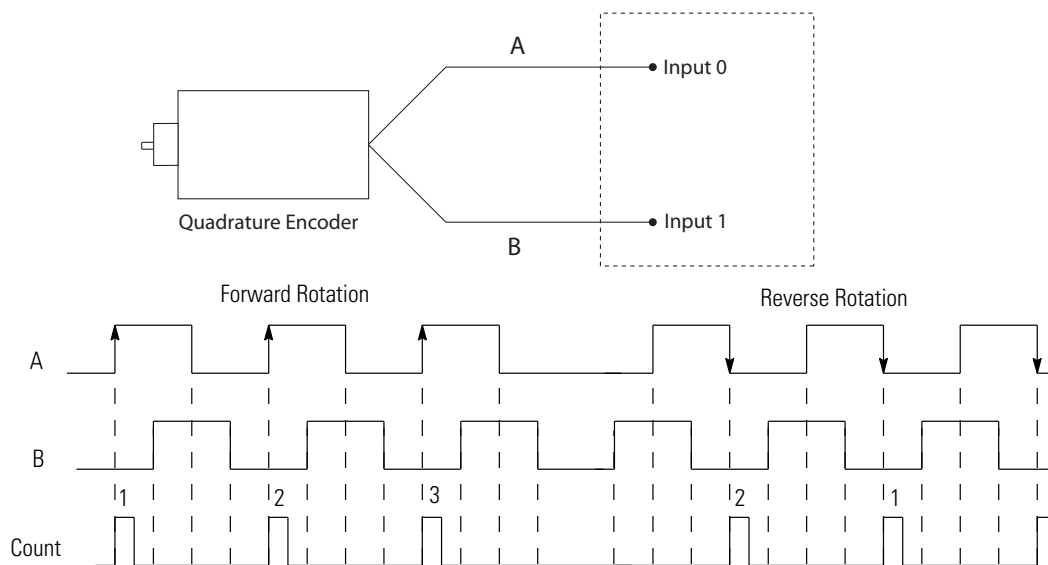 A
Input 0
Quadrature Encoder
Input 1
B
Forward Rotation
Reverse Rotation
A
B
1
2
3
2
1
Count